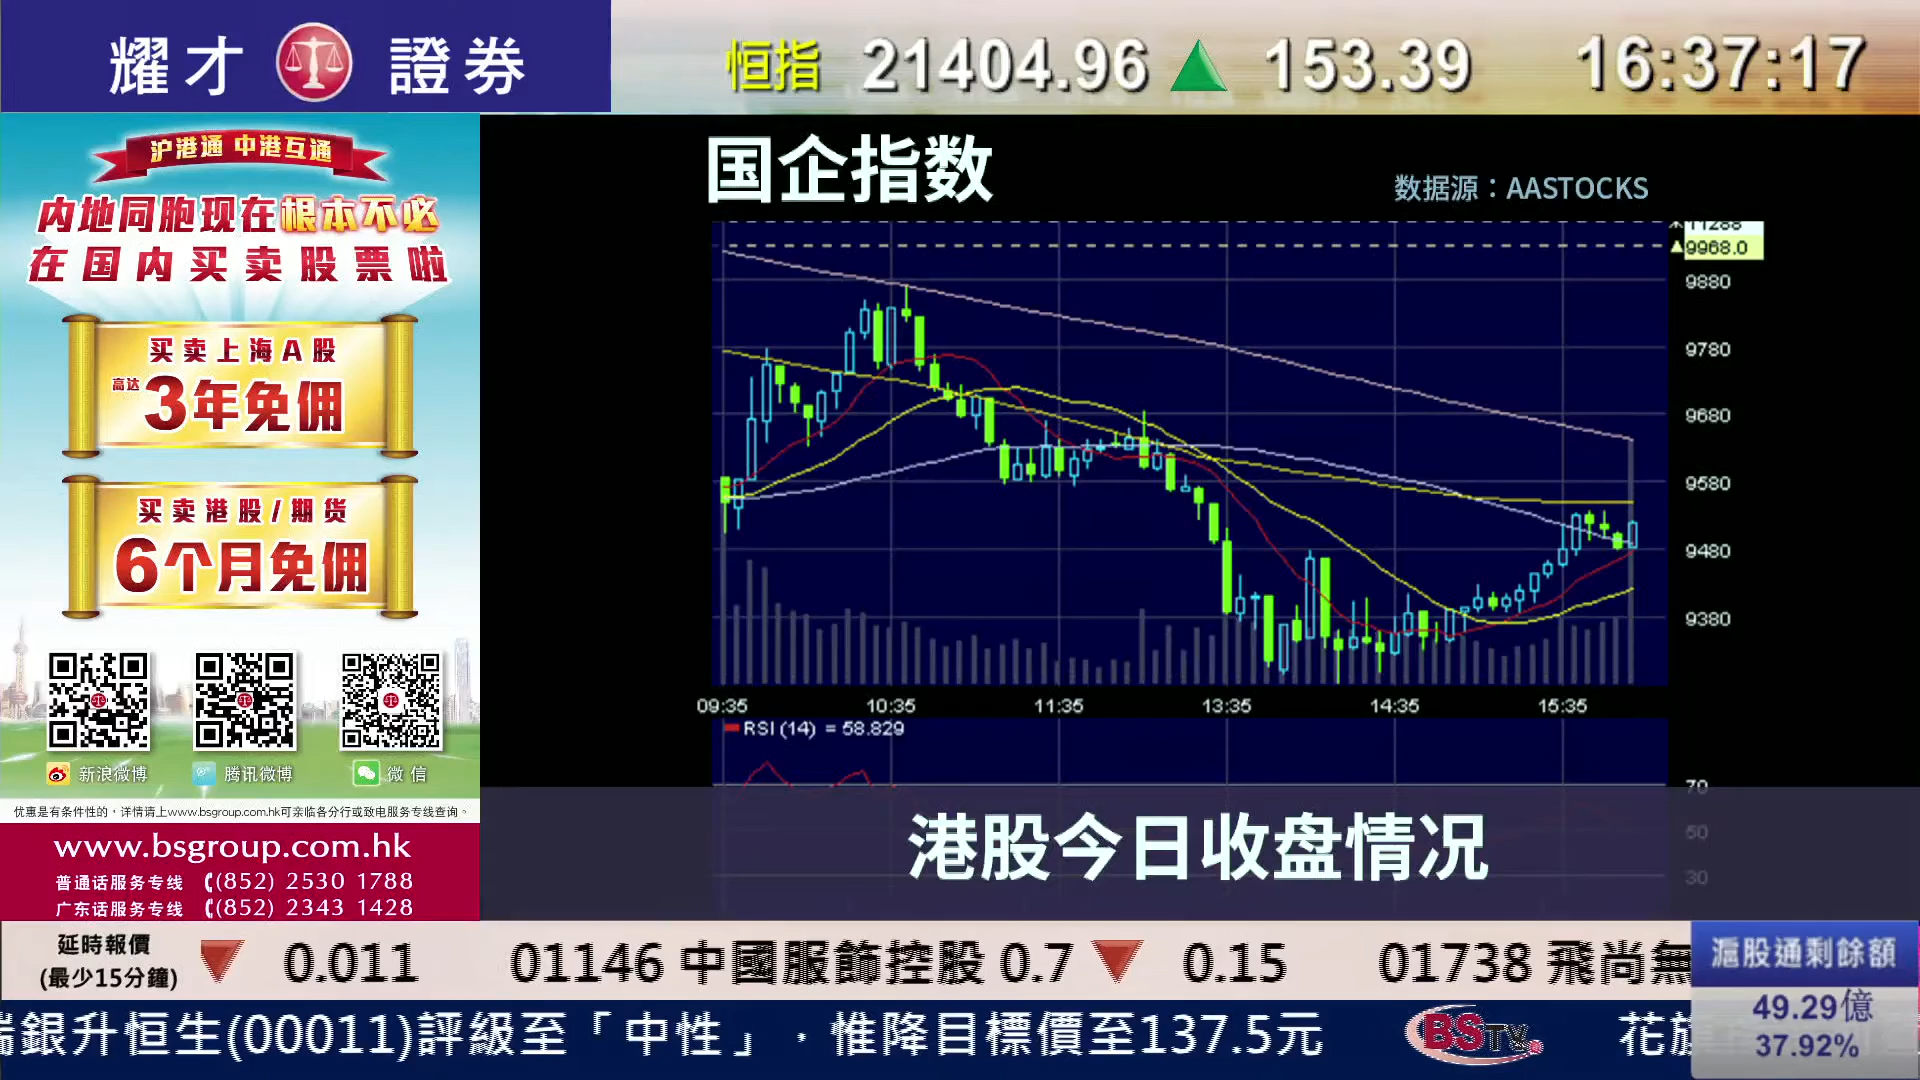 耀才 證券
恒指 21404.96 153.39 16:37:17
沪港通 中港互通
内地同胞现在根本不必
在国内买卖股票啦
买卖上海A股
高达3年免佣
买卖港股/期货
6个月免佣
新浪微博 腾讯微博 微信
优惠是有条件性的，详情请上www.bsgroup.com.hk可亲临各分行或致电服务专线查询。
www.bsgroup.com.hk
普通话服务专线 (852) 2530 1788
广东话服务专线 (852) 2343 1428
国企指数
数据源：AASTOCKS
11288
9968.0
9880
9780
9680
9580
9480
9380
09:35 10:35 11:35 13:35 14:35 15:35
RSI (14) = 58.829
70
50
30
港股今日收盘情况
延時報價
(最少15分鐘)
0.011 01146 中國服飾控股 0.7 0.15 01738 飛尚無
滬股通剩餘額
49.29億
37.92%
瑞銀升恒生(00011)評級至「中性」，惟降目標價至137.5元 BSTV 花旗